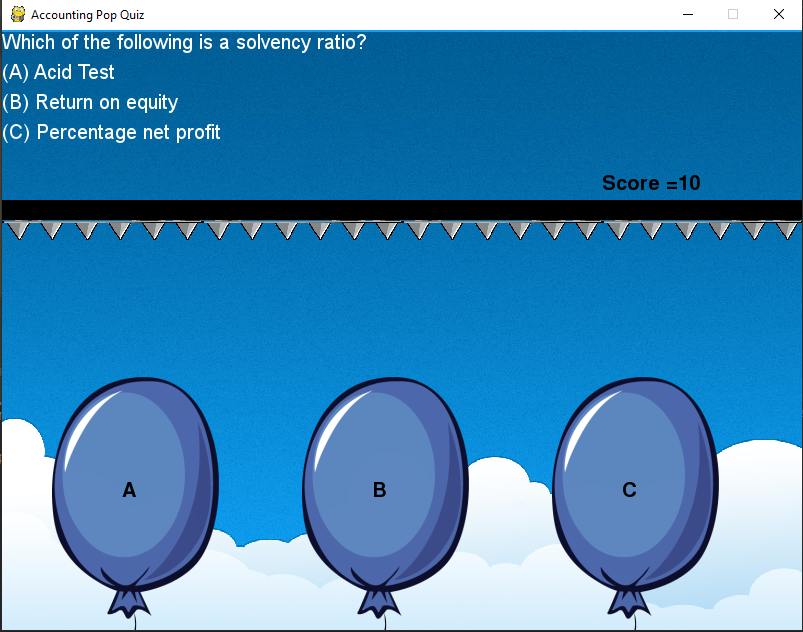 Accounting Pop Quiz
Which of the following is a solvency ratio?
(A) Acid Test
(B) Return on equity
(C) Percentage net profit
Score =10
A
B
C